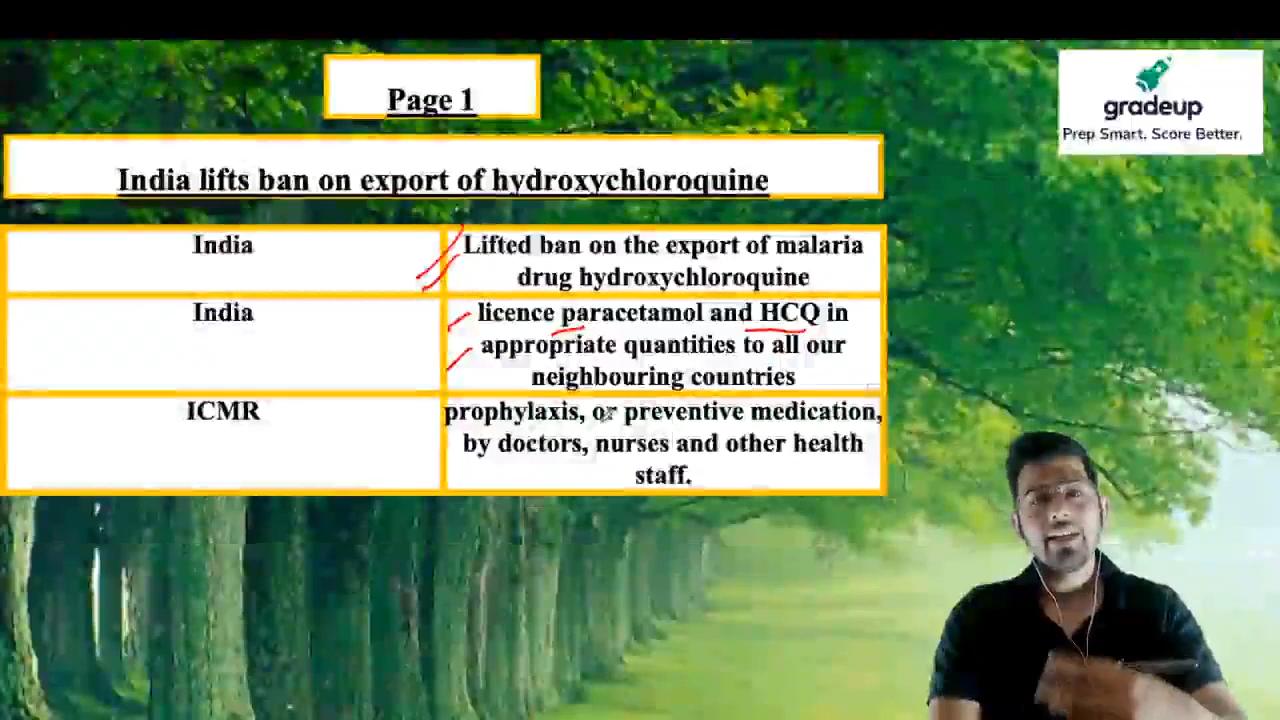 Page 1
gradeup
Prep Smart. Score Better.
India lifts ban on export of hydroxychloroquine
India
Lifted ban on the export of malaria
drug hydroxychloroquine
India
licence paracetamol and HCQ in
appropriate quantities to all our
neighbouring countries
ICMR
prophylaxis, or preventive medication,
by doctors, nurses and other health
staff.